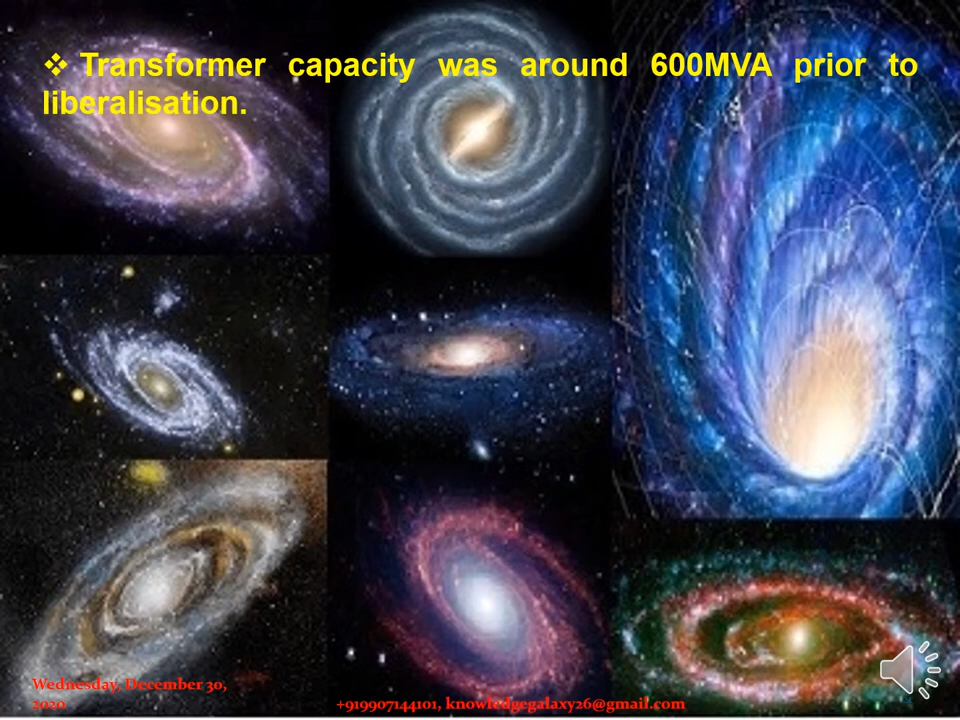 ❖ Transformer capacity was around 600MVA prior to
liberalisation.
Wednesday, December 30,
2020
+919907144101, knowledgegalaxy26@gmail.com